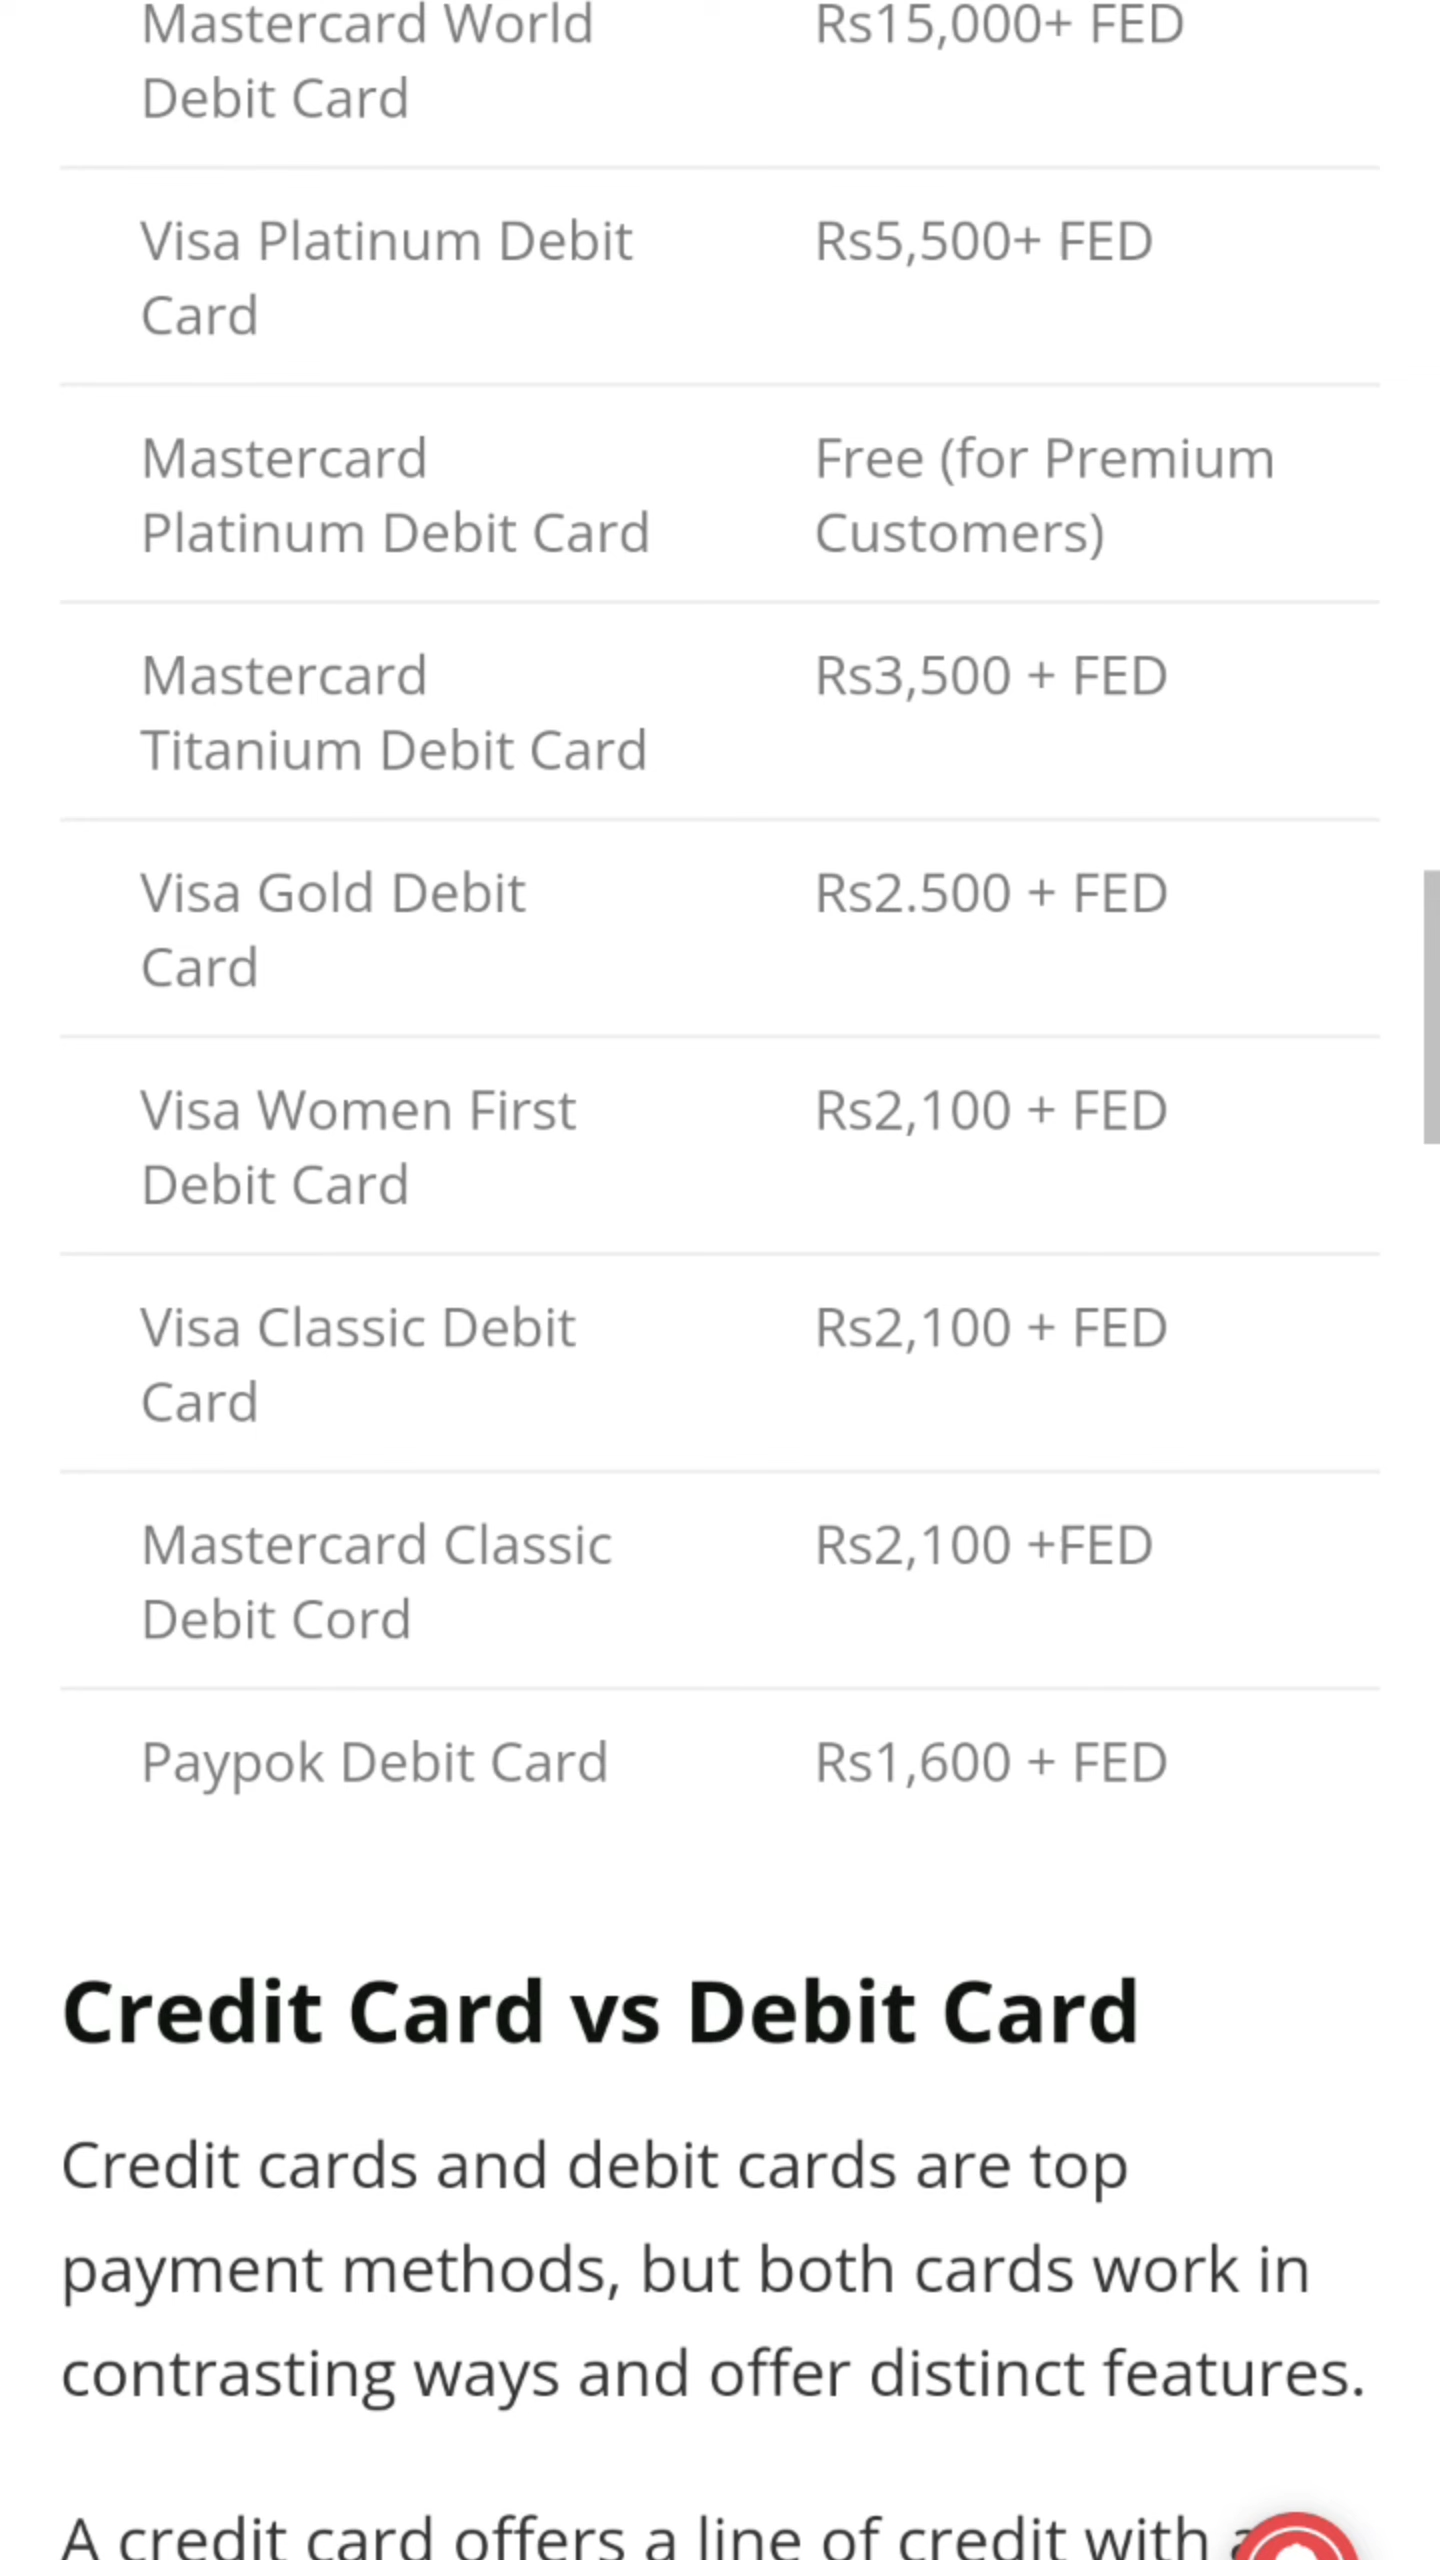 Mastercard World Rs15,000+ FED
Debit Card
Visa Platinum Debit Rs5,500+ FED
Card
Mastercard Free (for Premium
Platinum Debit Card Customers)
Mastercard Rs3,500 + FED
Titanium Debit Card
Visa Gold Debit Rs2.500 + FED
Card
Visa Women First Rs2,100 + FED
Debit Card
Visa Classic Debit Rs2,100 + FED
Card
Mastercard Classic Rs2,100 +FED
Debit Cord
Paypok Debit Card Rs1,600 + FED
Credit Card vs Debit Card
Credit cards and debit cards are top
payment methods, but both cards work in
contrasting ways and offer distinct features.
A credit card offers a line of credit with